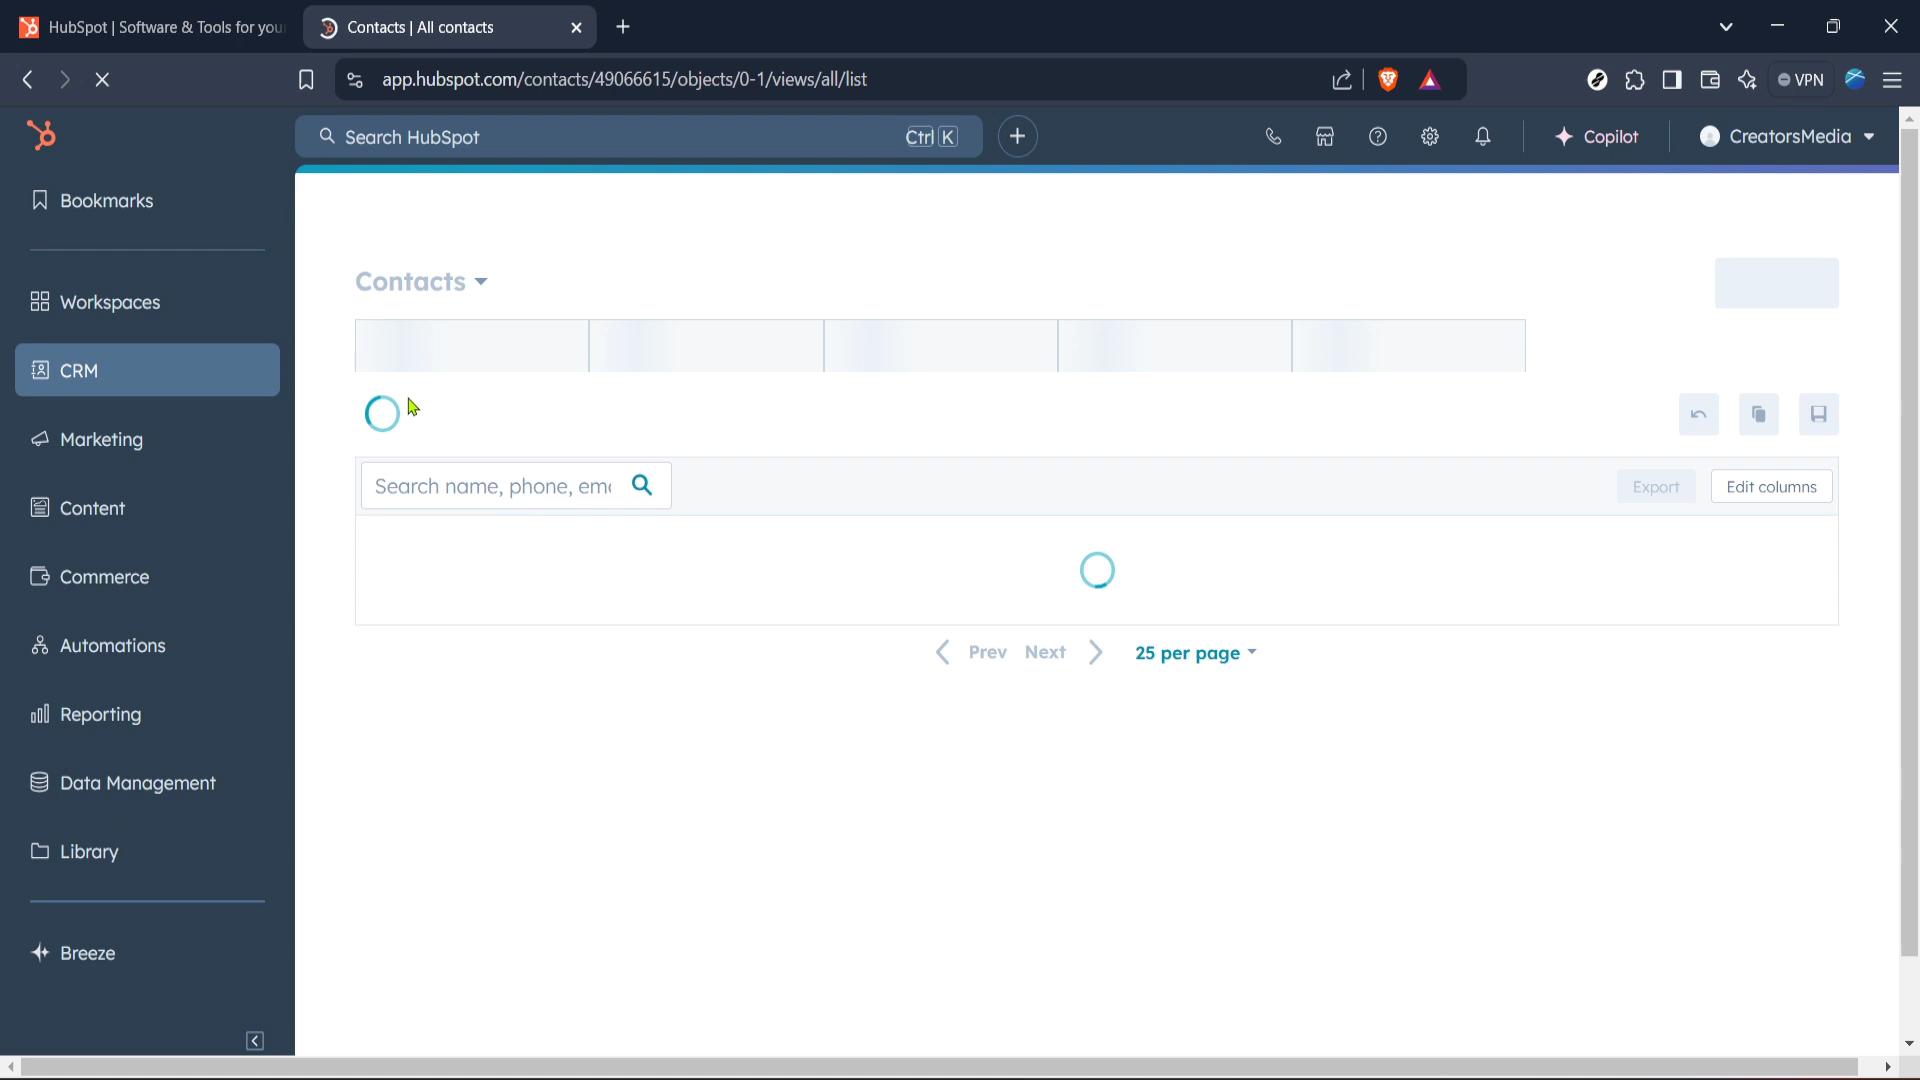 HubSpot | Software & Tools for you
Contacts | All contacts
app.hubspot.com/contacts/49066615/objects/0-1/views/all/list
VPN
Search HubSpot
Ctrl K
Copilot
CreatorsMedia
Bookmarks
Workspaces
CRM
Marketing
Content
Commerce
Automations
Reporting
Data Management
Library
Breeze
Contacts
Search name, phone, ema
Export
Edit columns
Prev Next
25 per page